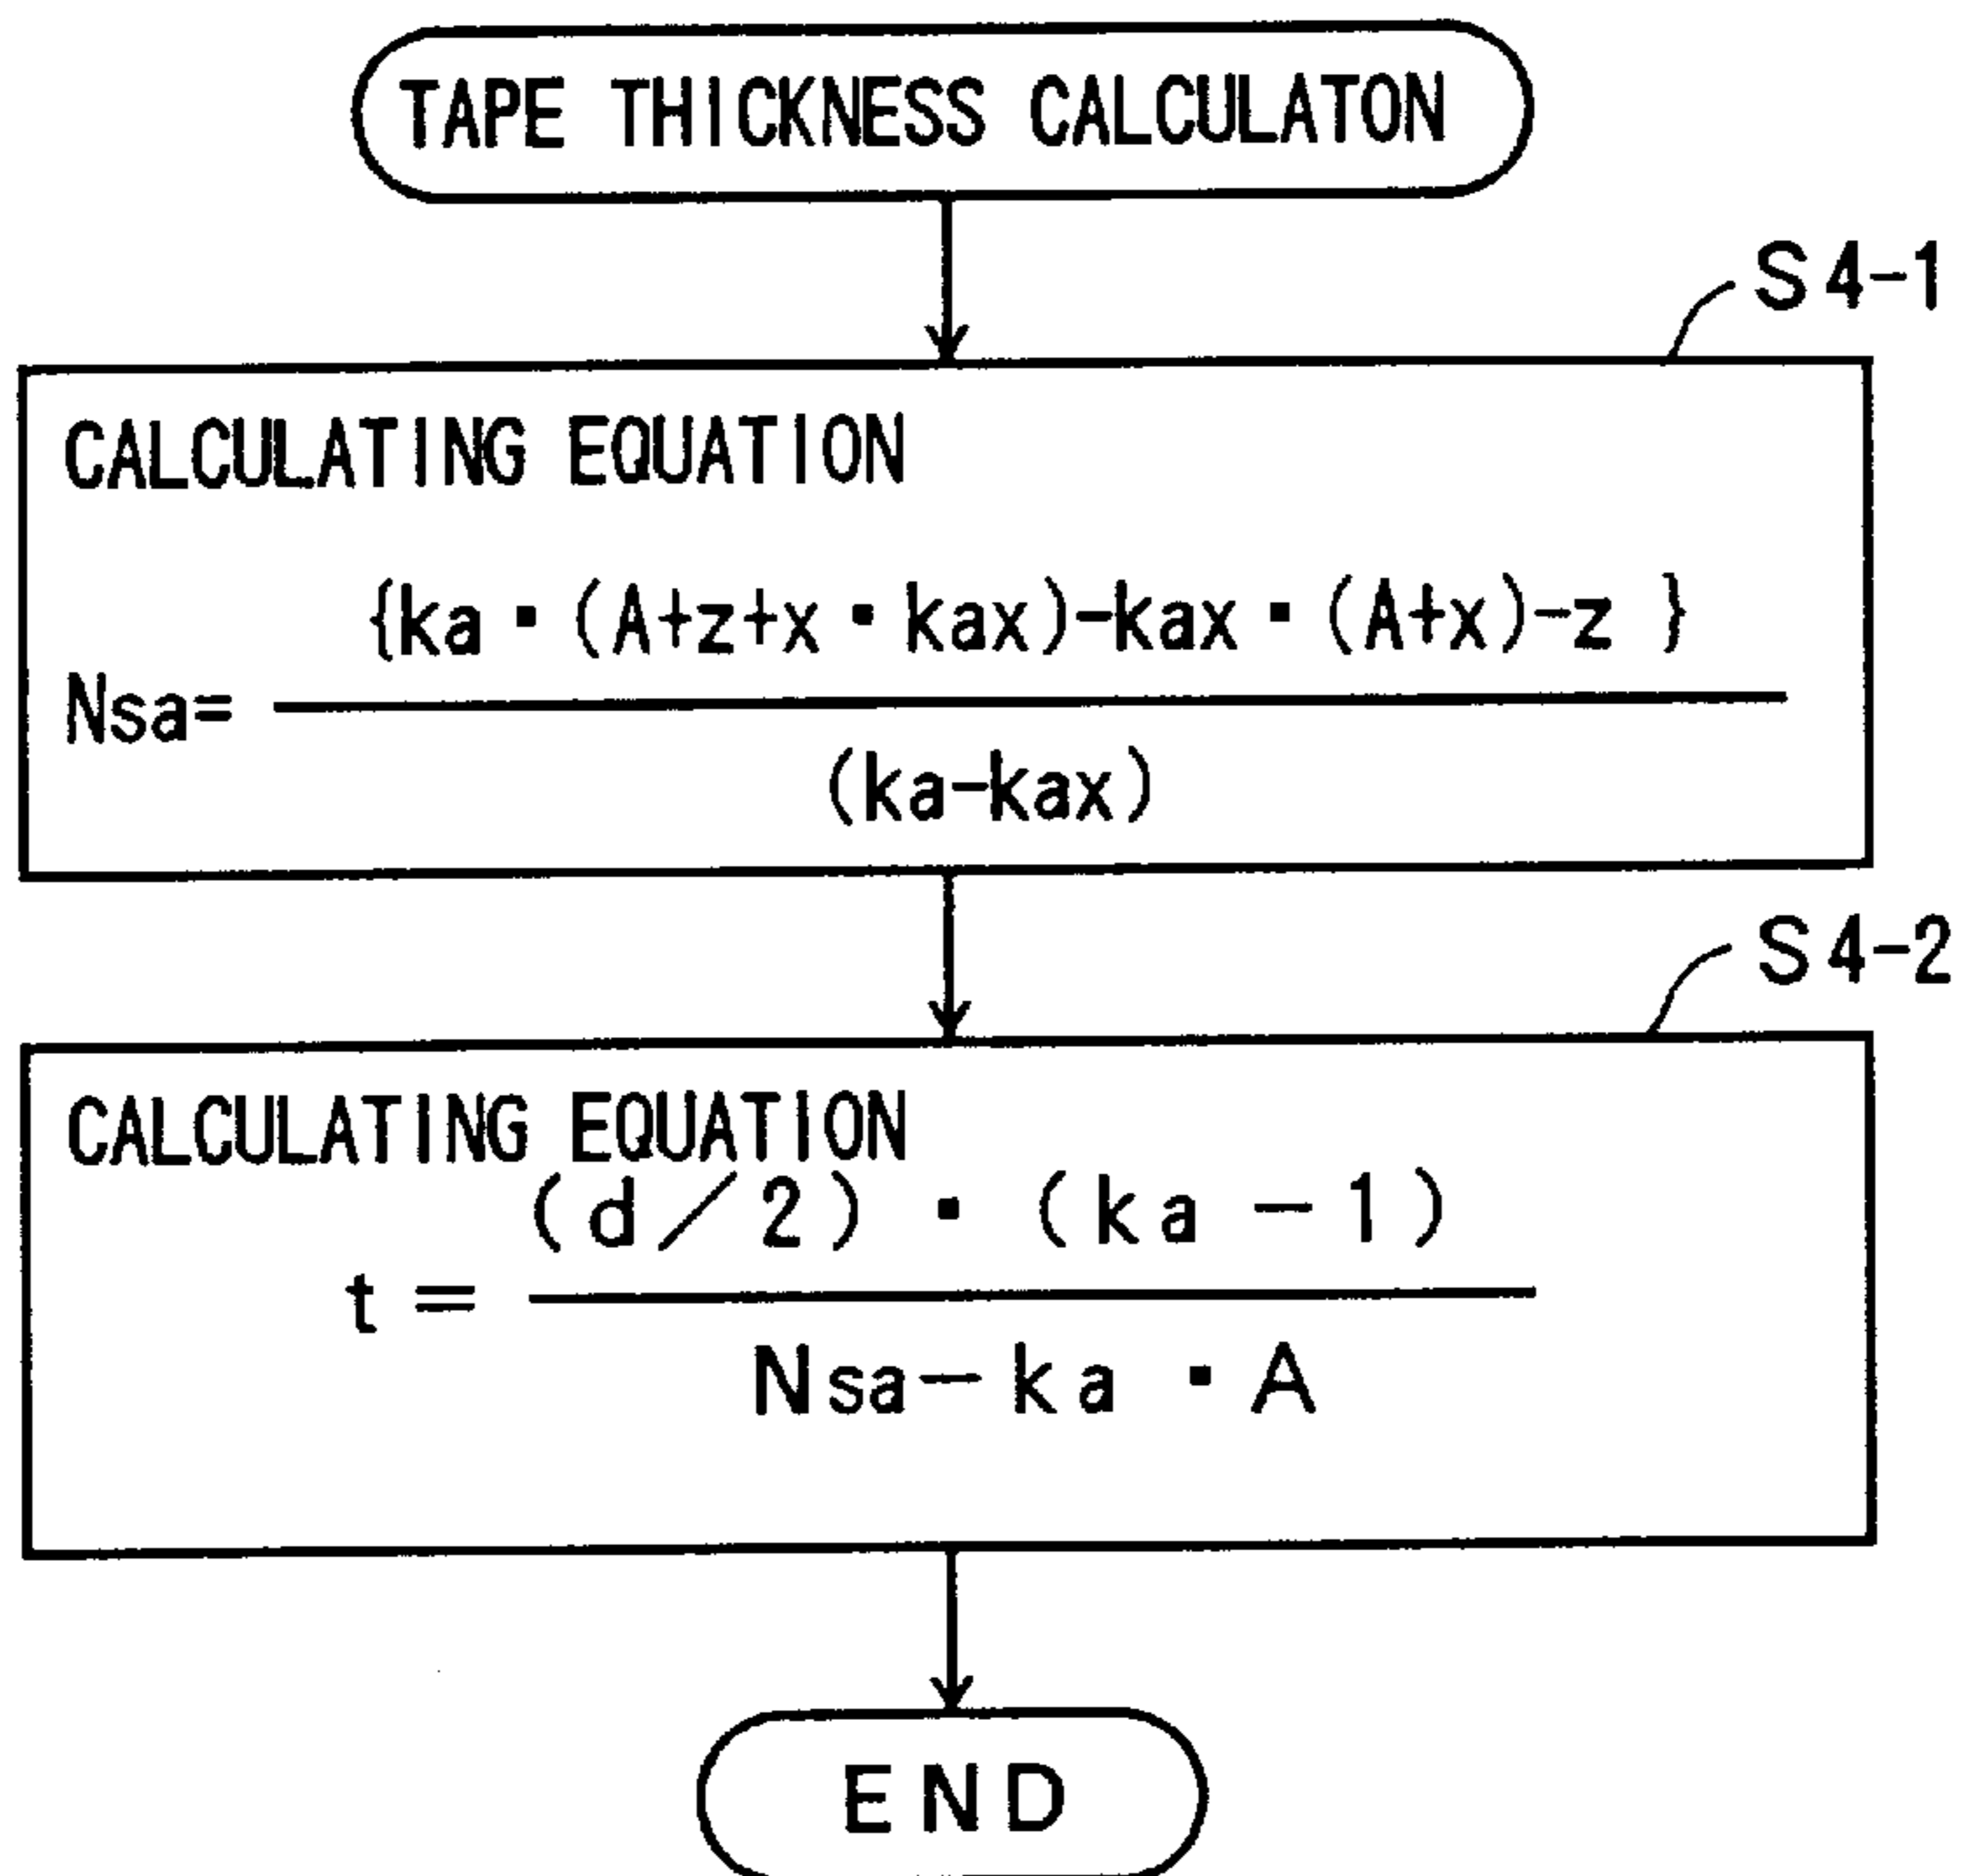 TAPE THICKNESS CALCULATON
S4-1
CALCULATING EQUATION
{ka・(A+z+x・kax)-kax・(A+x)-z }
Nsa=
(ka-kax)
S4-2
CALCULATING EQUATION
(d/2)・(ka-1)
t=
Nsa-ka・A
END